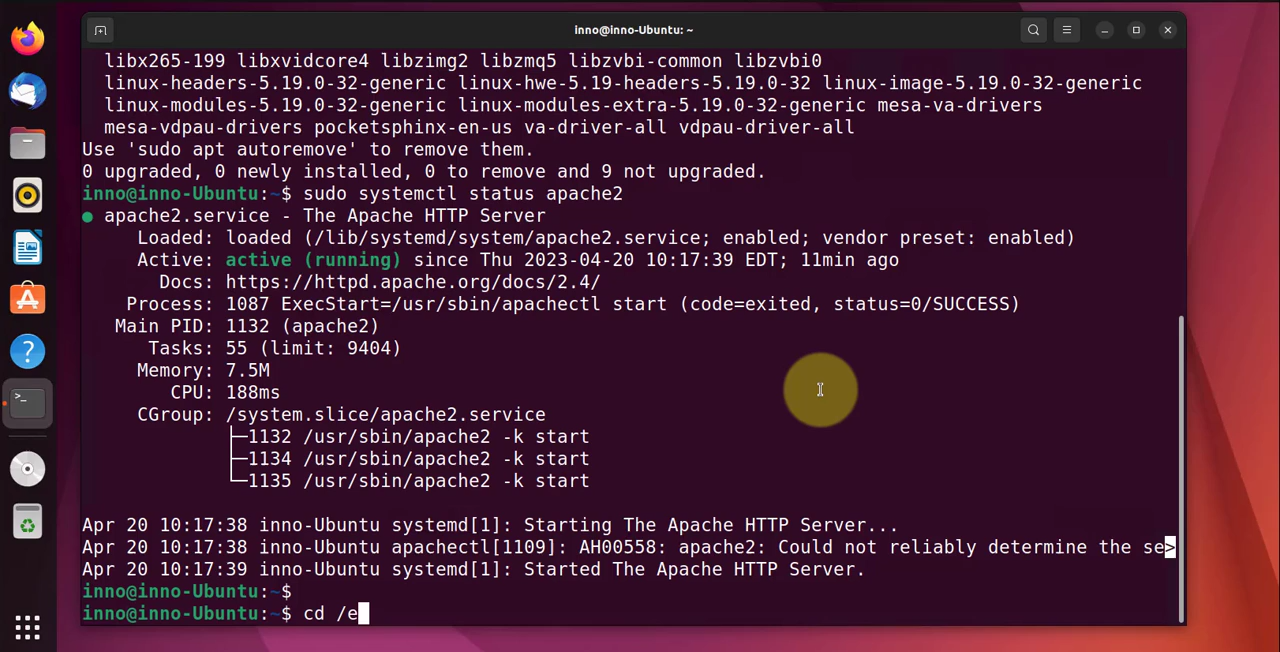 inno@inno-Ubuntu: ~
libx265-199 libxvidcore4 libzimg2 libzmq5 libzvbi-common libzvbi0
linux-headers-5.19.0-32-generic linux-hwe-5.19-headers-5.19.0-32 linux-image-5.19.0-32-generic
linux-modules-5.19.0-32-generic linux-modules-extra-5.19.0-32-generic mesa-va-drivers
mesa-vdpau-drivers pocketsphinx-en-us va-driver-all vdpau-driver-all
Use 'sudo apt autoremove' to remove them.
0 upgraded, 0 newly installed, 0 to remove and 9 not upgraded.
inno@inno-Ubuntu:~$ sudo systemctl status apache2
● apache2.service - The Apache HTTP Server
Loaded: loaded (/lib/systemd/system/apache2.service; enabled; vendor preset: enabled)
Active: active (running) since Thu 2023-04-20 10:17:39 EDT; 11min ago
Docs: https://httpd.apache.org/docs/2.4/
Process: 1087 ExecStart=/usr/sbin/apachectl start (code=exited, status=0/SUCCESS)
Main PID: 1132 (apache2)
Tasks: 55 (limit: 9404)
Memory: 7.5M
CPU: 188ms
CGroup: /system.slice/apache2.service
├─1132 /usr/sbin/apache2 -k start
├─1134 /usr/sbin/apache2 -k start
└─1135 /usr/sbin/apache2 -k start
Apr 20 10:17:38 inno-Ubuntu systemd[1]: Starting The Apache HTTP Server...
Apr 20 10:17:38 inno-Ubuntu apachectl[1109]: AH00558: apache2: Could not reliably determine the se>
Apr 20 10:17:39 inno-Ubuntu systemd[1]: Started The Apache HTTP Server.
inno@inno-Ubuntu:~$
inno@inno-Ubuntu:~$ cd /e